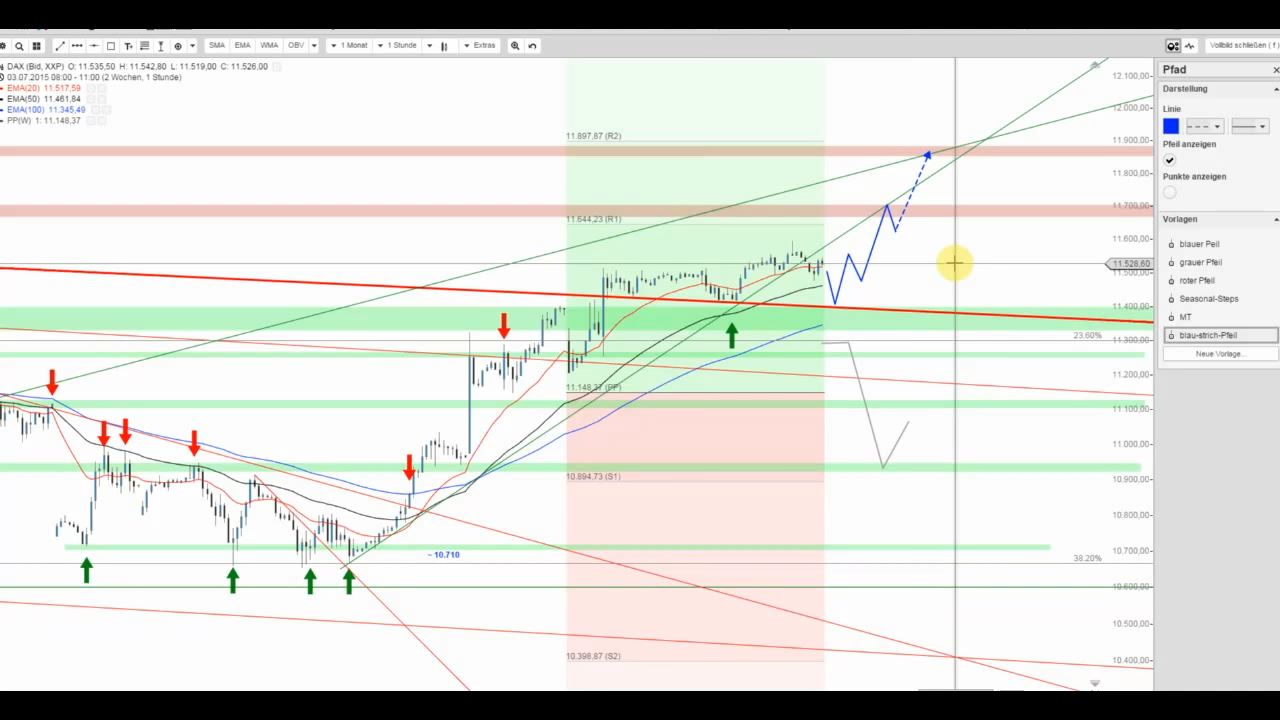 SMA EMA WMA OBV 1 Monat 1 Stunde Extras
Vollbild schließen ( f )
DAX (Bid, XXP) O: 11.535,50 H: 11.542,80 L: 11.519,00 C: 11.526,00
03.07.2015 08:00 - 11:00 (2 Wochen, 1 Stunde)
EMA(20) 11.517,59
EMA(50) 11.461,84
EMA(100) 11.345,49
PP(W) 1: 11.148,37
11.897,87 (R2)
11.644,23 (R1)
11.148,37 (PP)
10.894,73 (S1)
10.398,87 (S2)
~ 10.710
23.60%
38.20%
12.100,00
12.000,00
11.900,00
11.800,00
11.700,00
11.600,00
11.528,60
11.500,00
11.400,00
11.300,00
11.200,00
11.100,00
11.000,00
10.900,00
10.800,00
10.700,00
10.600,00
10.500,00
10.400,00
Pfad
Darstellung
Linie
Pfeil anzeigen
Punkte anzeigen
Vorlagen
blauer Peil
grauer Pfeil
roter Pfeil
Seasonal-Steps
MT
blau-strich-Pfeil
Neue Vorlage...